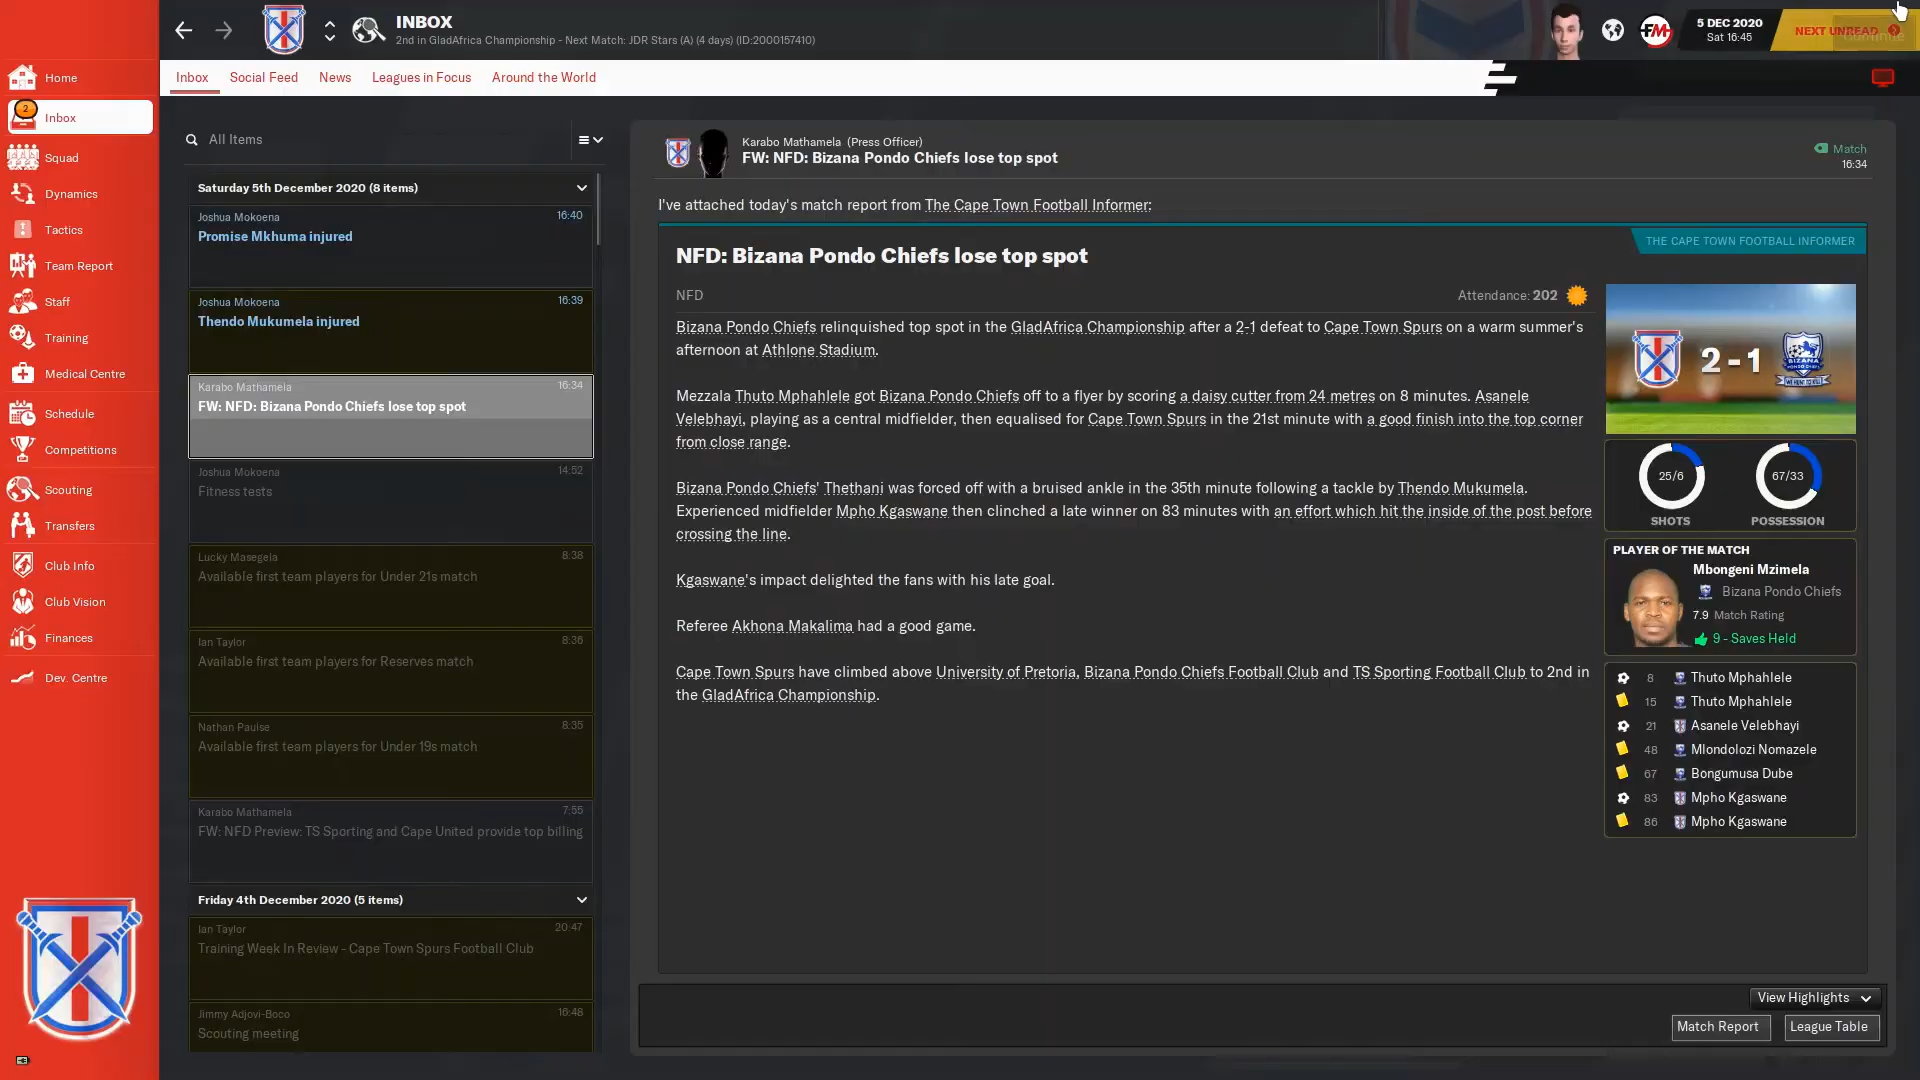 INBOX
2nd in GladAfrica Championship - Next Match: JDR Stars (A) (4 days) (ID:2000157410)
FM
5 DEC 2020
Sat 16:45
NEXT UNREAD
Continue
Inbox
Social Feed
News
Leagues in Focus
Around the World
Home
2
Inbox
Squad
Dynamics
Tactics
Team Report
Staff
Training
Medical Centre
Schedule
Competitions
Scouting
Transfers
Club Info
Club Vision
Finances
Dev. Centre
All Items
Saturday 5th December 2020 (8 items)
Joshua Mokoena 16:40
Promise Mkhuma injured
Joshua Mokoena 16:39
Thendo Mukumela injured
Karabo Mathamela 16:34
FW: NFD: Bizana Pondo Chiefs lose top spot
Joshua Mokoena 14:52
Fitness tests
Lucky Masegela 8:38
Available first team players for Under 21s match
Ian Taylor 8:36
Available first team players for Reserves match
Nathan Paulse 8:35
Available first team players for Under 19s match
Karabo Mathamela 7:55
FW: NFD Preview: TS Sporting and Cape United provide top billing
Friday 4th December 2020 (5 items)
Ian Taylor 20:47
Training Week In Review - Cape Town Spurs Football Club
Jimmy Adjovi-Boco 16:48
Scouting meeting
Karabo Mathamela (Press Officer)
FW: NFD: Bizana Pondo Chiefs lose top spot
Match
16:34
I've attached today's match report from The Cape Town Football Informer:
THE CAPE TOWN FOOTBALL INFORMER
NFD: Bizana Pondo Chiefs lose top spot
NFD
Attendance: 202
Bizana Pondo Chiefs relinquished top spot in the GladAfrica Championship after a 2-1 defeat to Cape Town Spurs on a warm summer's
afternoon at Athlone Stadium.
Mezzala Thuto Mphahlele got Bizana Pondo Chiefs off to a flyer by scoring a daisy cutter from 24 metres on 8 minutes. Asanele
Velebhayi, playing as a central midfielder, then equalised for Cape Town Spurs in the 21st minute with a good finish into the top corner
from close range.
Bizana Pondo Chiefs' Thethani was forced off with a bruised ankle in the 35th minute following a tackle by Thendo Mukumela.
Experienced midfielder Mpho Kgaswane then clinched a late winner on 83 minutes with an effort which hit the inside of the post before
crossing the line.
Kgaswane's impact delighted the fans with his late goal.
Referee Akhona Makalima had a good game.
Cape Town Spurs have climbed above University of Pretoria, Bizana Pondo Chiefs Football Club and TS Sporting Football Club to 2nd in
the GladAfrica Championship.
2 - 1
BIZANA
25/6
67/33
SHOTS
POSSESSION
PLAYER OF THE MATCH
Mbongeni Mzimela
Bizana Pondo Chiefs
7.9 Match Rating
9 - Saves Held
8 Thuto Mphahlele
15 Thuto Mphahlele
21 Asanele Velebhayi
48 Mlondolozi Nomazele
67 Bongumusa Dube
83 Mpho Kgaswane
86 Mpho Kgaswane
View Highlights
Match Report
League Table